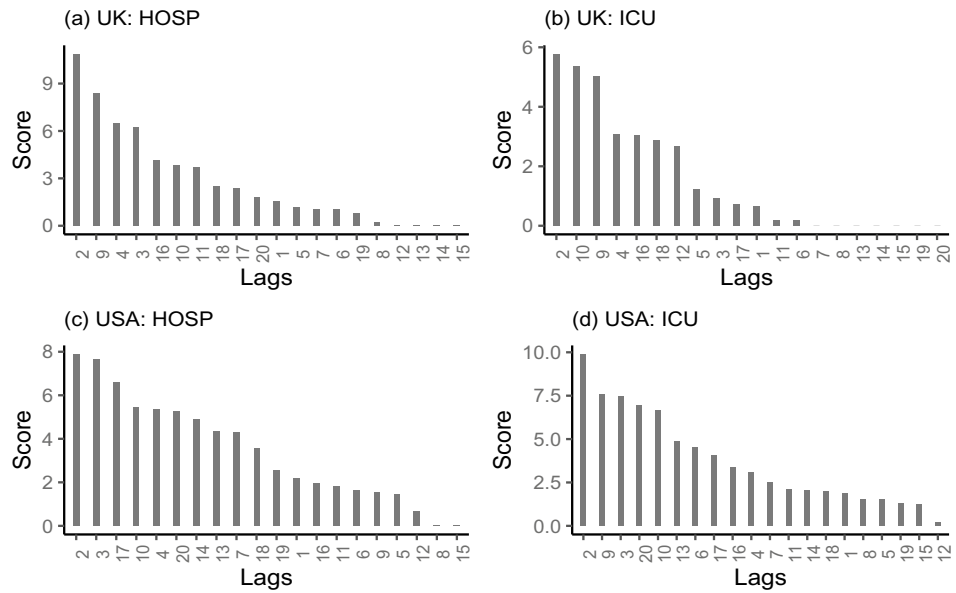 (a) UK: HOSP
Score
9
6
3
0
2 9 4 3 16 10 11 18 17 20 1 5 7 6 19 8 12 13 14 15
Lags
(b) UK: ICU
Score
6
4
2
0
2 10 9 4 16 18 12 5 3 17 1 11 6 7 8 13 14 15 19 20
Lags
(c) USA: HOSP
Score
8
6
4
2
0
2 3 17 10 4 20 14 13 7 18 19 1 16 11 6 9 5 12 8 15
Lags
(d) USA: ICU
Score
10.0
7.5
5.0
2.5
0.0
2 9 3 20 10 13 6 17 16 4 7 11 14 18 1 8 5 19 15 12
Lags